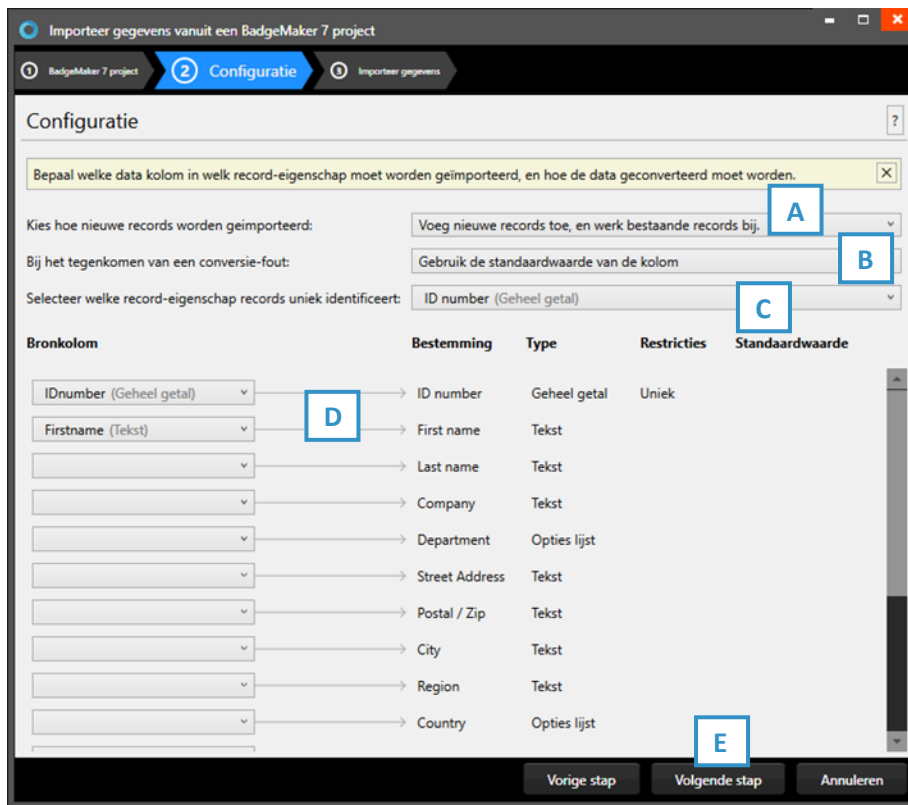 Importeer gegevens vanuit een BadgeMaker 7 project
1 BadgeMaker 7 project 2 Configuratie 3 Importeer gegevens
Configuratie ?
Bepaal welke data kolom in welk record-eigenschap moet worden geïmporteerd, en hoe de data geconverteerd moet worden.
A
Kies hoe nieuwe records worden geimporteerd: Voeg nieuwe records toe, en werk bestaande records bij.
B
Bij het tegenkomen van een conversie-fout: Gebruik de standaardwaarde van de kolom
Selecteer welke record-eigenschap records uniek identificeert: ID number (Geheel getal)
C
Bronkolom Bestemming Type Restricties Standaardwaarde
IDnumber (Geheel getal) ID number Geheel getal Uniek
D
Firstname (Tekst) First name Tekst
Last name Tekst
Company Tekst
Department Opties lijst
Street Address Tekst
Postal / Zip Tekst
City Tekst
Region Tekst
Country Opties lijst
E
Vorige stap Volgende stap Annuleren